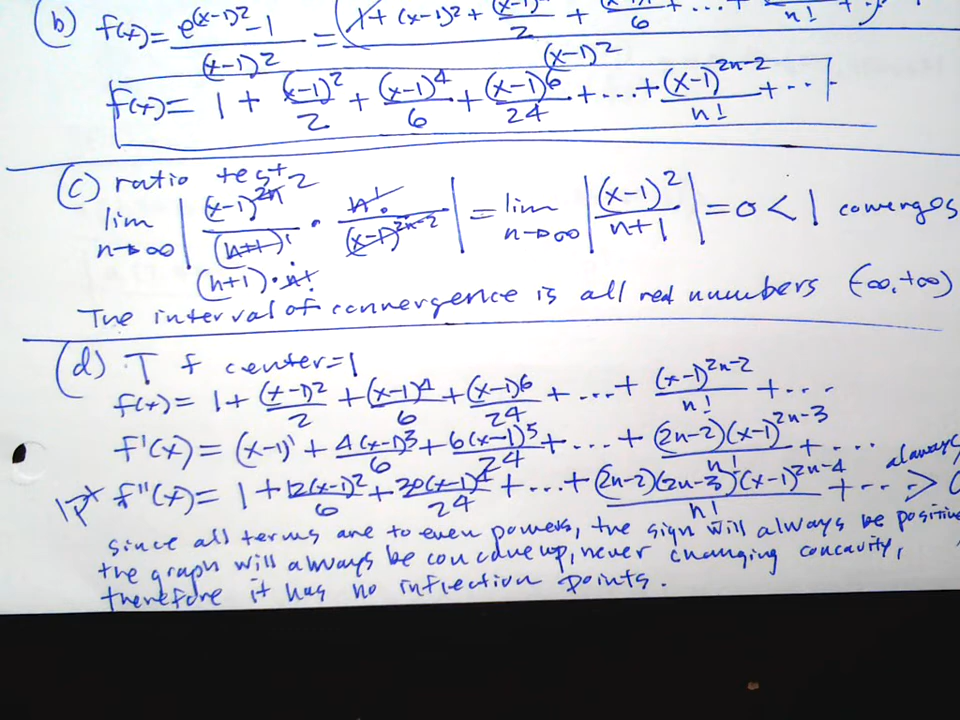 (b) f(x) = e^(x-1)^2 - 1 / (x-1)^2 = (1 + (x-1)^2 + (x-1) / 2 + / 6 + ... + / n! + ) / (x-1)^2
f(x) = 1 + (x-1)^2 / 2 + (x-1)^4 / 6 + (x-1)^6 / 24 + ... + (x-1)^(2n-2) / n! + ...
(c) ratio test
lim n→∞ | (x-1)^(2n) 2 / (n+1)! · n! / (x-1)^(2n-2) | = lim n→∞ | (x-1)^2 / n+1 | = 0 < 1 converges
(n+1)·n!
The interval of convergence is all real numbers (-∞, +∞)
(d) T f center=1
f(x) = 1 + (x-1)^2 / 2 + (x-1)^4 / 6 + (x-1)^6 / 24 + ... + (x-1)^(2n-2) / n! + ...
f'(x) = (x-1)' + 4(x-1)^3 / 6 + 6(x-1)^5 / 24 + ... + (2n-2)(x-1)^(2n-3) / n! + ...
always
f''(x) = 1 + 12(x-1)^2 / 6 + 30(x-1)^4 / 24 + ... + (2n-2)(2n-3)(x-1)^(2n-4) / n! + ... > 0
since all terms are to even powers, the sign will always be positive
the graph will always be concave up, never changing concavity,
therefore it has no inflection points.